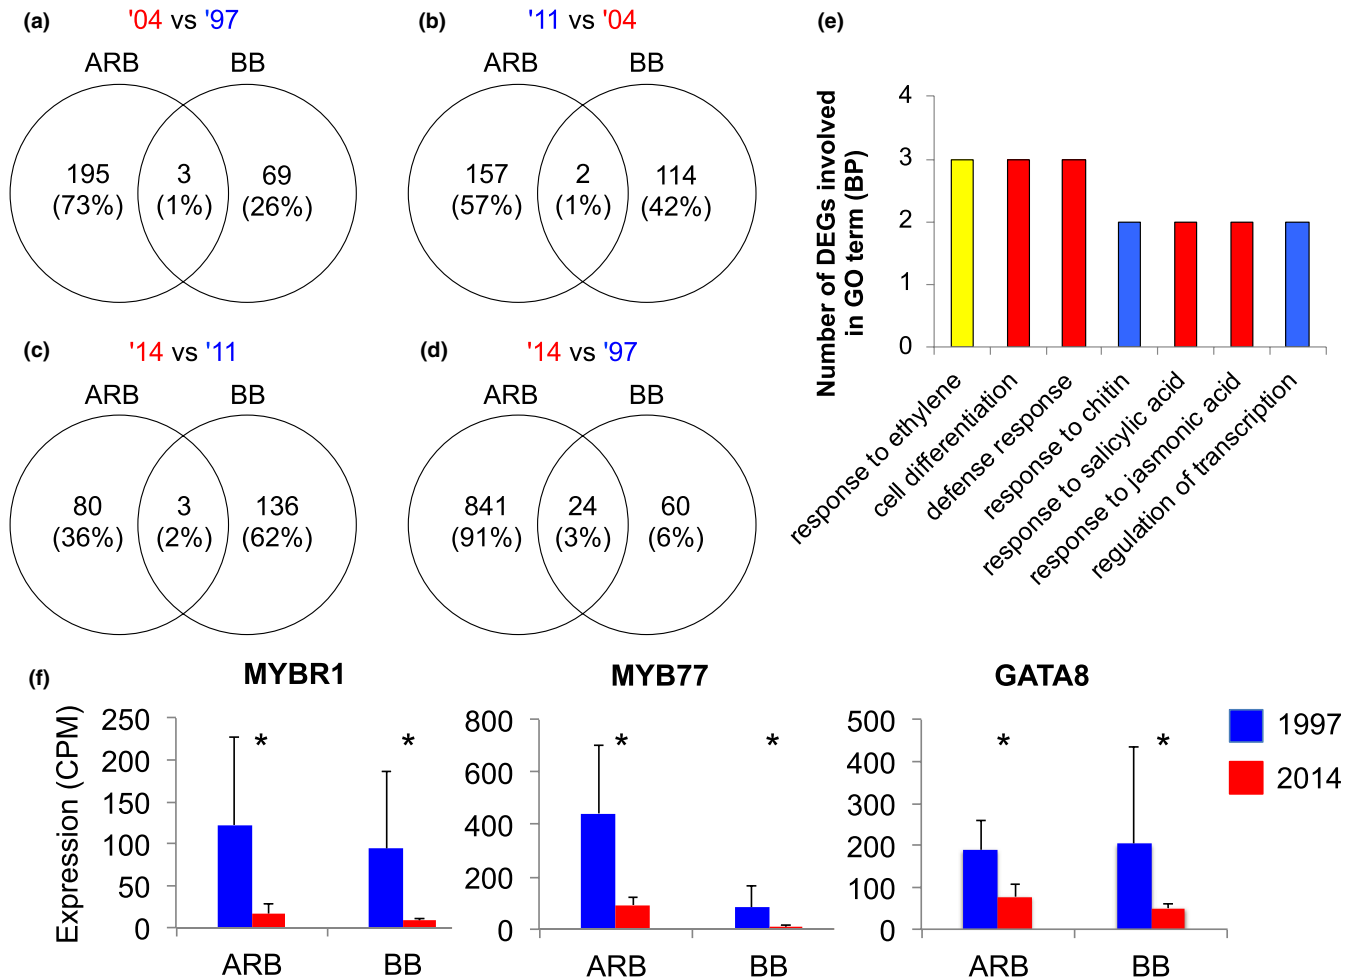 (a) '04 vs '97
ARB BB
195 3 69
(73%) (1%) (26%)
(b) '11 vs '04
ARB BB
157 2 114
(57%) (1%) (42%)
(c) '14 vs '11
ARB BB
80 3 136
(36%) (2%) (62%)
(d) '14 vs '97
ARB BB
841 24 60
(91%) (3%) (6%)
(e)
Number of DEGs involved
in GO term (BP)
4
3
2
1
0
response to ethylene
cell differentiation
defense response
response to chitin
response to salicylic acid
response to jasmonic acid
regulation of transcription
(f)
Expression (CPM)
MYBR1
250
200
150
100
50
0
* *
ARB BB
MYB77
800
600
400
200
0
* *
ARB BB
GATA8
500
400
300
200
100
0
* *
ARB BB
1997
2014